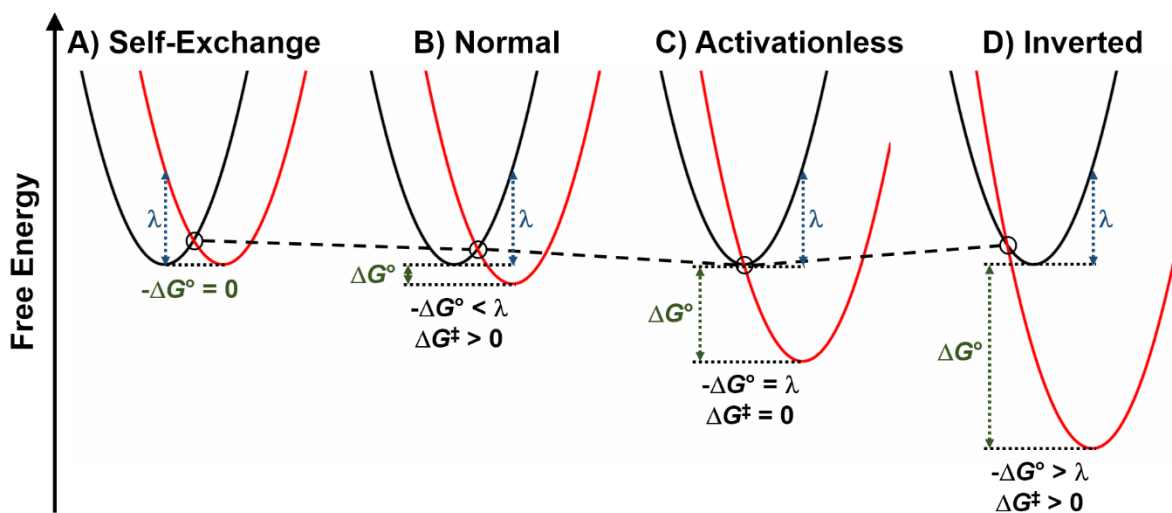 A) Self-Exchange
B) Normal
C) Activationless
D) Inverted
Free Energy
λ
λ
λ
λ
-ΔG° = 0
ΔG°
-ΔG° < λ
ΔG‡ > 0
ΔG°
-ΔG° = λ
ΔG‡ = 0
ΔG°
-ΔG° > λ
ΔG‡ > 0